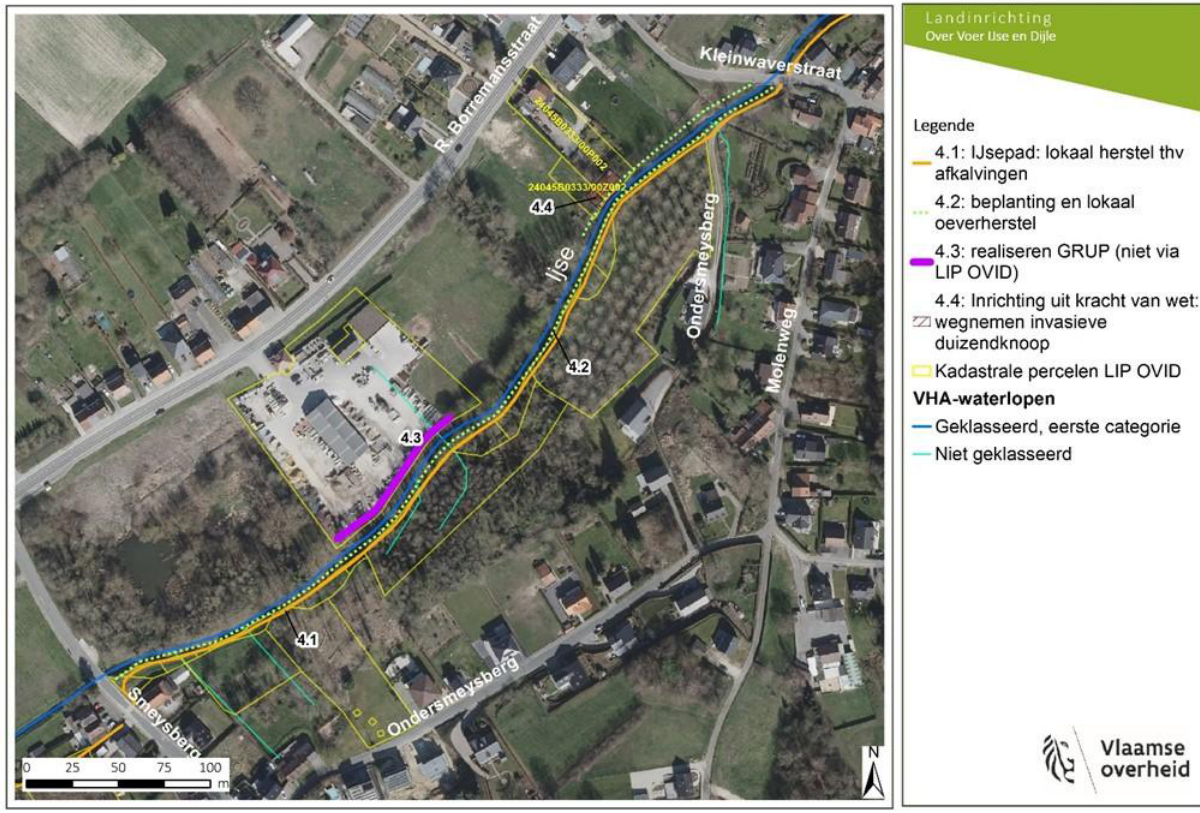 R. Borremansstraat
Kleinwaverstraat
24045B0333/00P002
24045B0333/00Z002
4.4
Ijse
Ondersmeysberg
Molenweg
4.2
4.3
4.1
Ondersmeysberg
Smeysberg
0 25 50 75 100
m
N
Landinrichting
Over Voer IJse en Dijle
Legende
4.1: IJsepad: lokaal herstel thv
afkalvingen
4.2: beplanting en lokaal
oeverherstel
4.3: realiseren GRUP (niet via
LIP OVID)
4.4: Inrichting uit kracht van wet:
wegnemen invasieve
duizendknoop
Kadastrale percelen LIP OVID
VHA-waterlopen
Geklasseerd, eerste categorie
Niet geklasseerd
Vlaamse
overheid